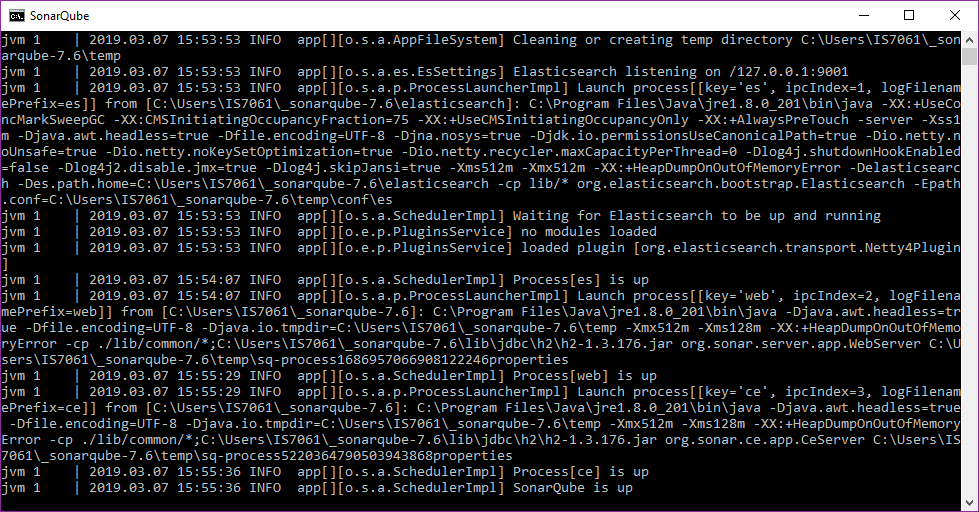 SonarQube
jvm 1    | 2019.03.07 15:53:53 INFO  app[][o.s.a.AppFileSystem] Cleaning or creating temp directory C:\Users\IS7061\_son
arqube-7.6\temp
jvm 1    | 2019.03.07 15:53:53 INFO  app[][o.s.a.es.EsSettings] Elasticsearch listening on /127.0.0.1:9001
jvm 1    | 2019.03.07 15:53:53 INFO  app[][o.s.a.p.ProcessLauncherImpl] Launch process[[key='es', ipcIndex=1, logFilenam
ePrefix=es]] from [C:\Users\IS7061\_sonarqube-7.6\elasticsearch]: C:\Program Files\Java\jre1.8.0_201\bin\java -XX:+UseCo
ncMarkSweepGC -XX:CMSInitiatingOccupancyFraction=75 -XX:+UseCMSInitiatingOccupancyOnly -XX:+AlwaysPreTouch -server -Xss1
m -Djava.awt.headless=true -Dfile.encoding=UTF-8 -Djna.nosys=true -Djdk.io.permissionsUseCanonicalPath=true -Dio.netty.n
oUnsafe=true -Dio.netty.noKeySetOptimization=true -Dio.netty.recycler.maxCapacityPerThread=0 -Dlog4j.shutdownHookEnabled
=false -Dlog4j2.disable.jmx=true -Dlog4j.skipJansi=true -Xms512m -Xmx512m -XX:+HeapDumpOnOutOfMemoryError -Delasticsearc
h -Des.path.home=C:\Users\IS7061\_sonarqube-7.6\elasticsearch -cp lib/* org.elasticsearch.bootstrap.Elasticsearch -Epath
.conf=C:\Users\IS7061\_sonarqube-7.6\temp\conf\es
jvm 1    | 2019.03.07 15:53:53 INFO  app[][o.s.a.SchedulerImpl] Waiting for Elasticsearch to be up and running
jvm 1    | 2019.03.07 15:53:53 INFO  app[][o.e.p.PluginsService] no modules loaded
jvm 1    | 2019.03.07 15:53:53 INFO  app[][o.e.p.PluginsService] loaded plugin [org.elasticsearch.transport.Netty4Plugin
]
jvm 1    | 2019.03.07 15:54:07 INFO  app[][o.s.a.SchedulerImpl] Process[es] is up
jvm 1    | 2019.03.07 15:54:07 INFO  app[][o.s.a.p.ProcessLauncherImpl] Launch process[[key='web', ipcIndex=2, logFilena
mePrefix=web]] from [C:\Users\IS7061\_sonarqube-7.6]: C:\Program Files\Java\jre1.8.0_201\bin\java -Djava.awt.headless=tr
ue -Dfile.encoding=UTF-8 -Djava.io.tmpdir=C:\Users\IS7061\_sonarqube-7.6\temp -Xmx512m -Xms128m -XX:+HeapDumpOnOutOfMemo
ryError -cp ./lib/common/*;C:\Users\IS7061\_sonarqube-7.6\lib\jdbc\h2\h2-1.3.176.jar org.sonar.server.app.WebServer C:\U
sers\IS7061\_sonarqube-7.6\temp\sq-process1686957066908122246properties
jvm 1    | 2019.03.07 15:55:29 INFO  app[][o.s.a.SchedulerImpl] Process[web] is up
jvm 1    | 2019.03.07 15:55:29 INFO  app[][o.s.a.p.ProcessLauncherImpl] Launch process[[key='ce', ipcIndex=3, logFilenam
ePrefix=ce]] from [C:\Users\IS7061\_sonarqube-7.6]: C:\Program Files\Java\jre1.8.0_201\bin\java -Djava.awt.headless=true
 -Dfile.encoding=UTF-8 -Djava.io.tmpdir=C:\Users\IS7061\_sonarqube-7.6\temp -Xmx512m -Xms128m -XX:+HeapDumpOnOutOfMemory
Error -cp ./lib/common/*;C:\Users\IS7061\_sonarqube-7.6\lib\jdbc\h2\h2-1.3.176.jar org.sonar.ce.app.CeServer C:\Users\IS
7061\_sonarqube-7.6\temp\sq-process5220364790503943868properties
jvm 1    | 2019.03.07 15:55:36 INFO  app[][o.s.a.SchedulerImpl] Process[ce] is up
jvm 1    | 2019.03.07 15:55:36 INFO  app[][o.s.a.SchedulerImpl] SonarQube is up